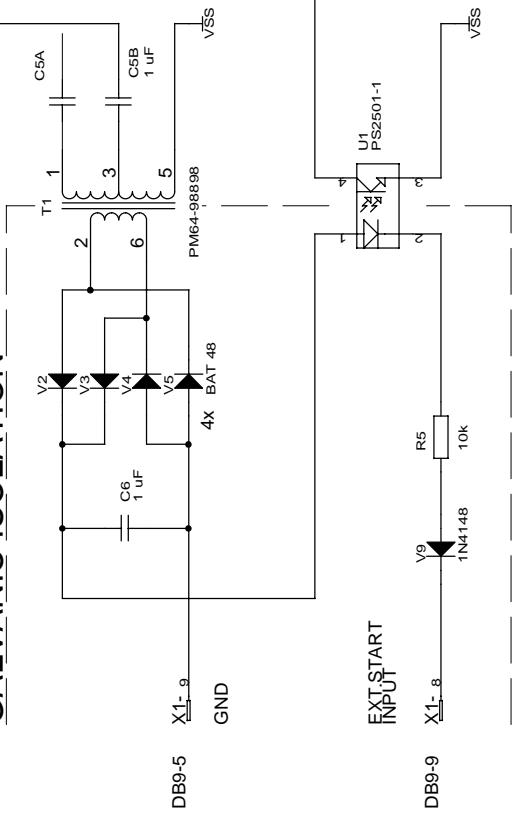 C5A
C5B
1 uF
VSS
VSS
1
3
5
T1
PM64-98898
2
6
U1
PS2501-1
4
3
1
2
V2
V3
V4
V5
BAT 48
4x
C6
1 uF
R5
10k
V9
1N4148
X1-
9
GND
DB9-5
EXT.START
INPUT
X1-
8
DB9-9